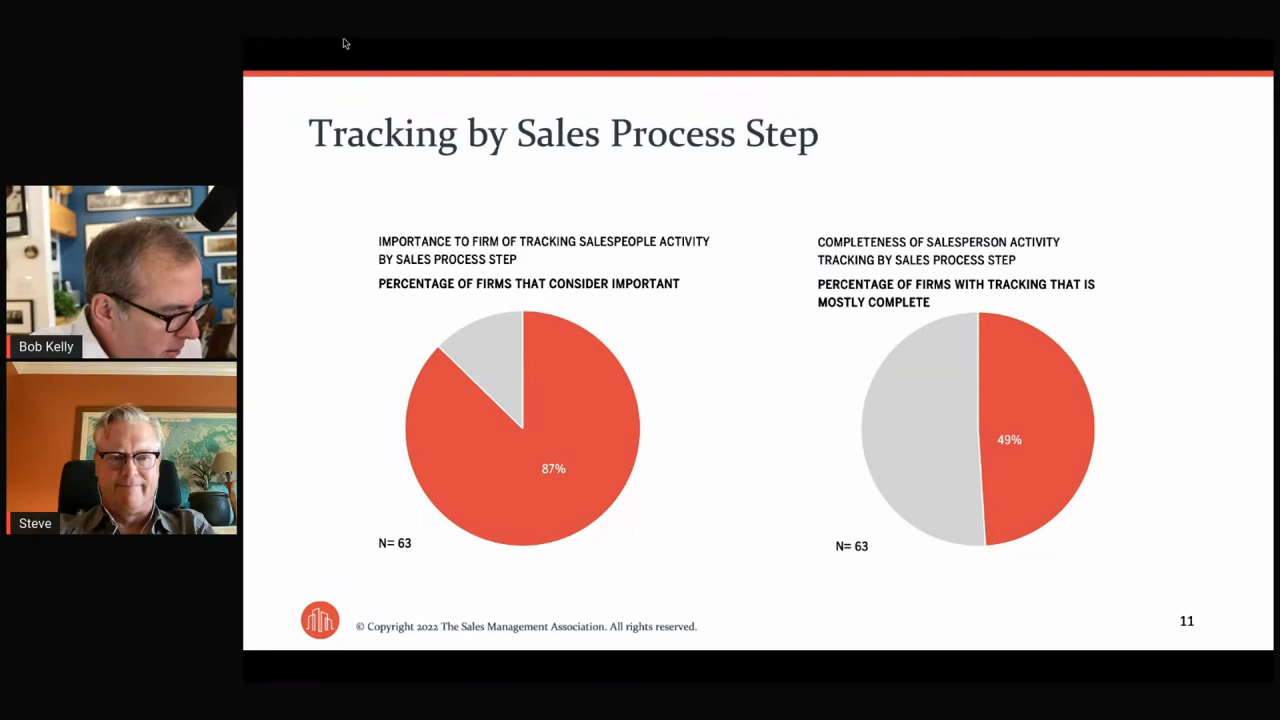 Tracking by Sales Process Step
IMPORTANCE TO FIRM OF TRACKING SALESPEOPLE ACTIVITY
BY SALES PROCESS STEP
PERCENTAGE OF FIRMS THAT CONSIDER IMPORTANT
87%
N= 63
COMPLETENESS OF SALESPERSON ACTIVITY
TRACKING BY SALES PROCESS STEP
PERCENTAGE OF FIRMS WITH TRACKING THAT IS
MOSTLY COMPLETE
49%
N= 63
© Copyright 2022 The Sales Management Association. All rights reserved.
11
Bob Kelly
Steve